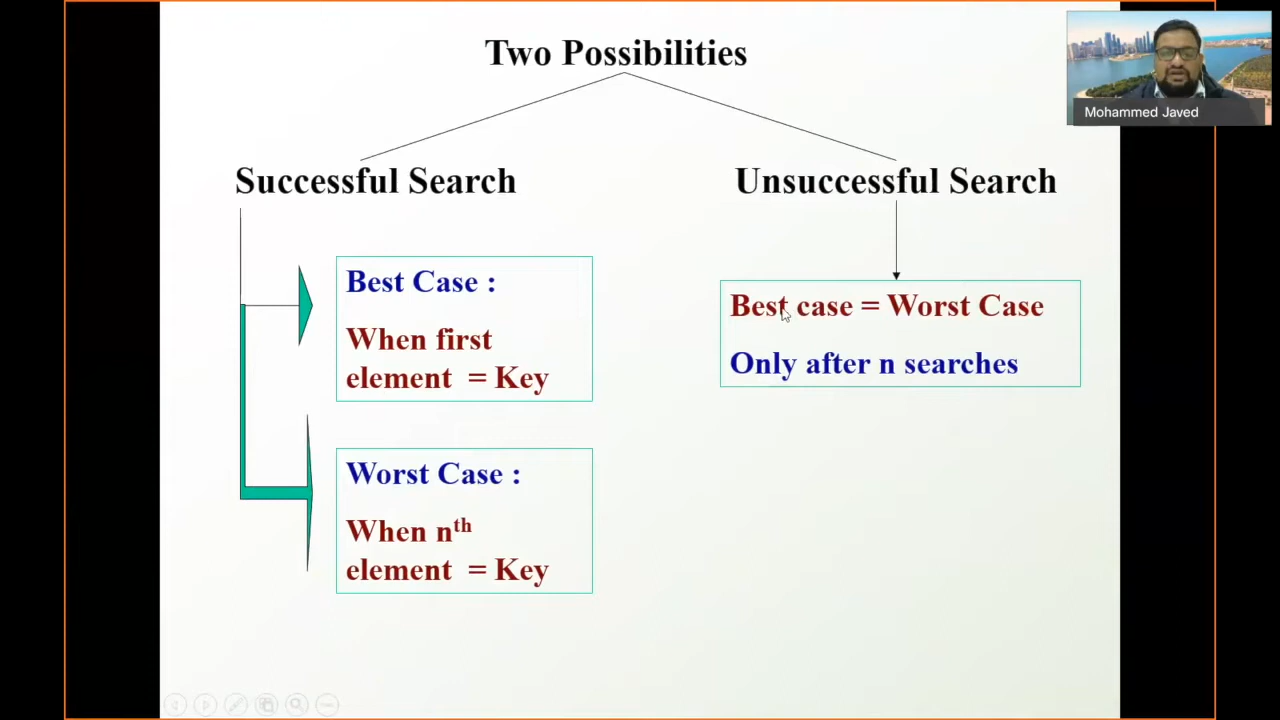 Two Possibilities
Mohammed Javed
Successful Search
Unsuccessful Search
Best Case :
When first
element = Key
Best case = Worst Case
Only after n searches
Worst Case :
When nth
element = Key